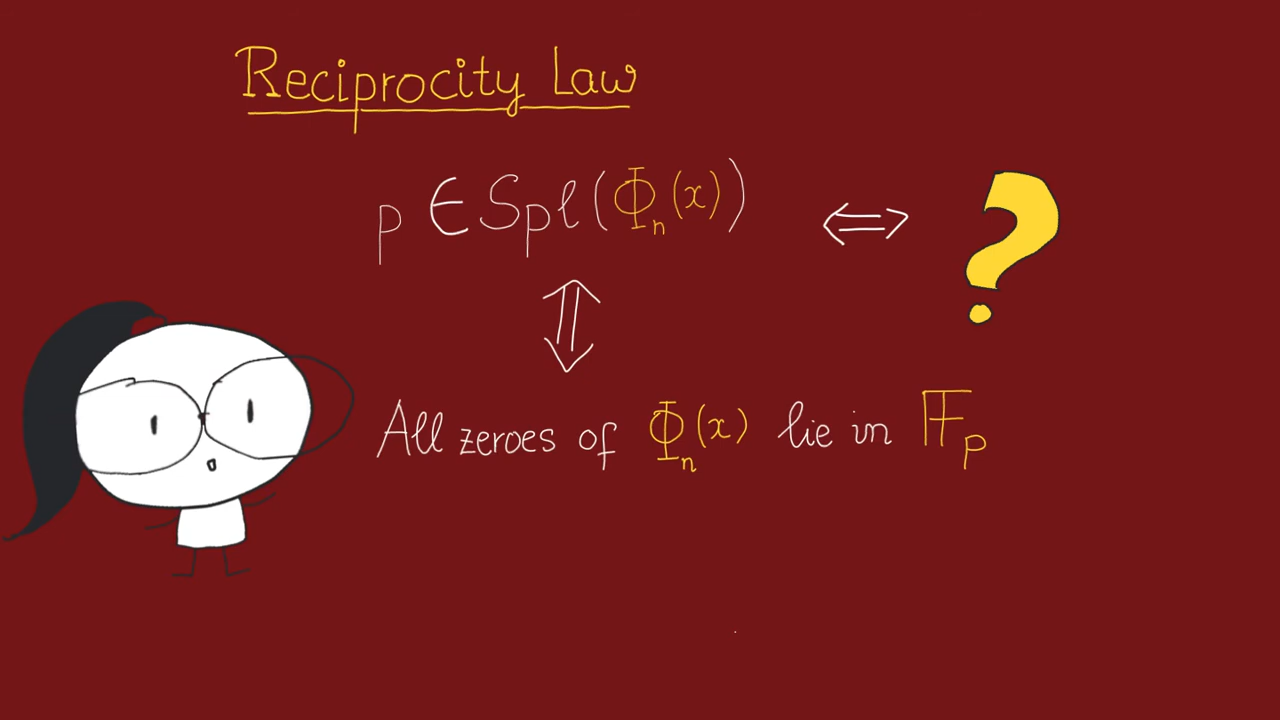 Reciprocity Law
p ∈ Spl(Φₙ(x)) ⇔ ?
⇕
All zeroes of Φₙ(x) lie in 𝔽ₚ